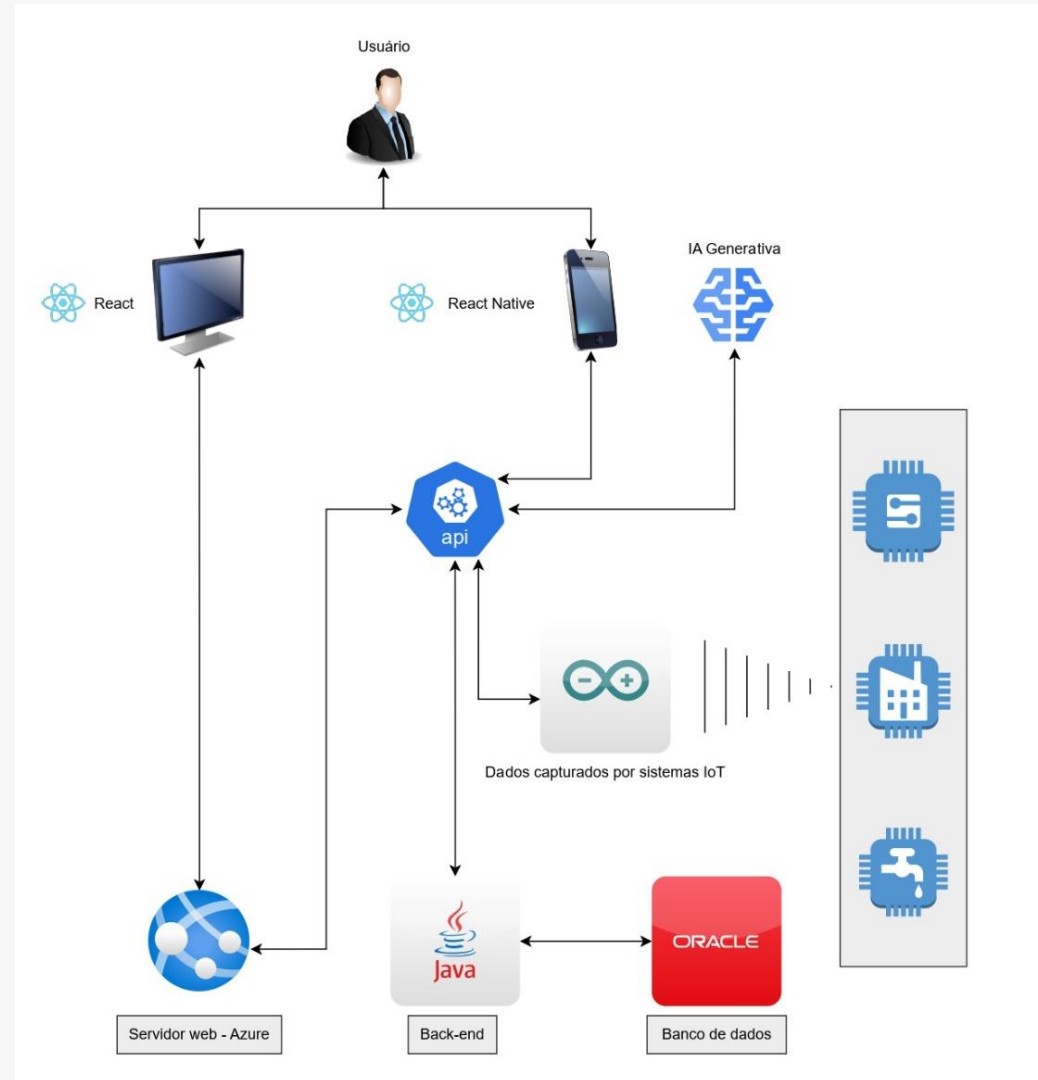 Usuário
IA Generativa
React
React Native
api
Dados capturados por sistemas IoT
Java
ORACLE
Servidor web - Azure
Back-end
Banco de dados